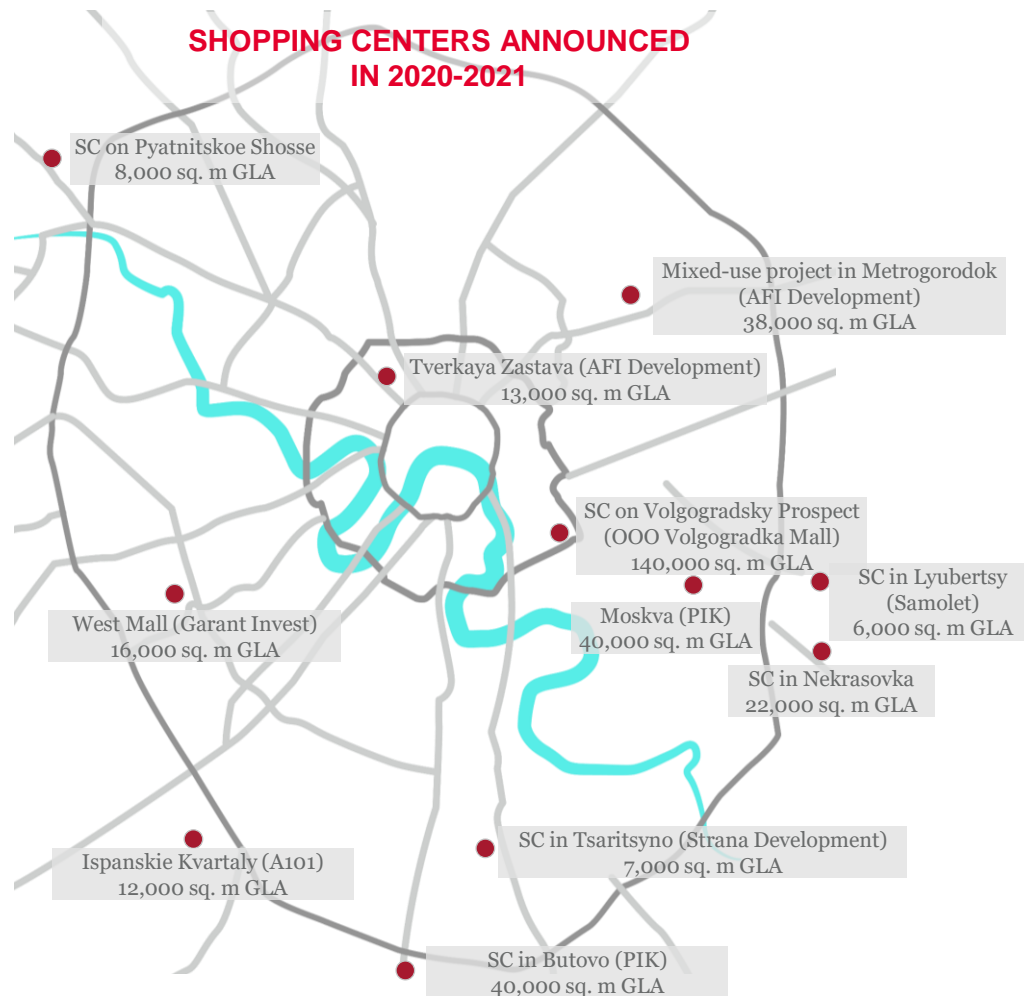 SHOPPING CENTERS ANNOUNCED
IN 2020-2021
SC on Pyatnitskoe Shosse
8,000 sq. m GLA
Mixed-use project in Metrogorodok
(AFI Development)
38,000 sq. m GLA
Tverkaya Zastava (AFI Development)
13,000 sq. m GLA
SC on Volgogradsky Prospect
(OOO Volgogradka Mall)
140,000 sq. m GLA
SC in Lyubertsy
(Samolet)
6,000 sq. m GLA
Moskva (PIK)
40,000 sq. m GLA
West Mall (Garant Invest)
16,000 sq. m GLA
SC in Nekrasovka
22,000 sq. m GLA
SC in Tsaritsyno (Strana Development)
7,000 sq. m GLA
Ispanskie Kvartaly (A101)
12,000 sq. m GLA
SC in Butovo (PIK)
40,000 sq. m GLA